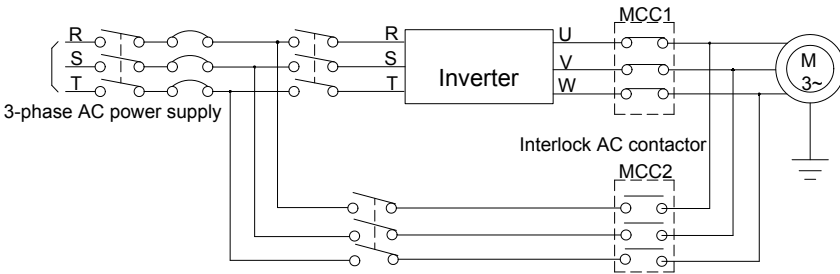 MCC1
R
R
U
S
S
V
T
T
W
Inverter
M
3~
3-phase AC power supply
Interlock AC contactor
MCC2